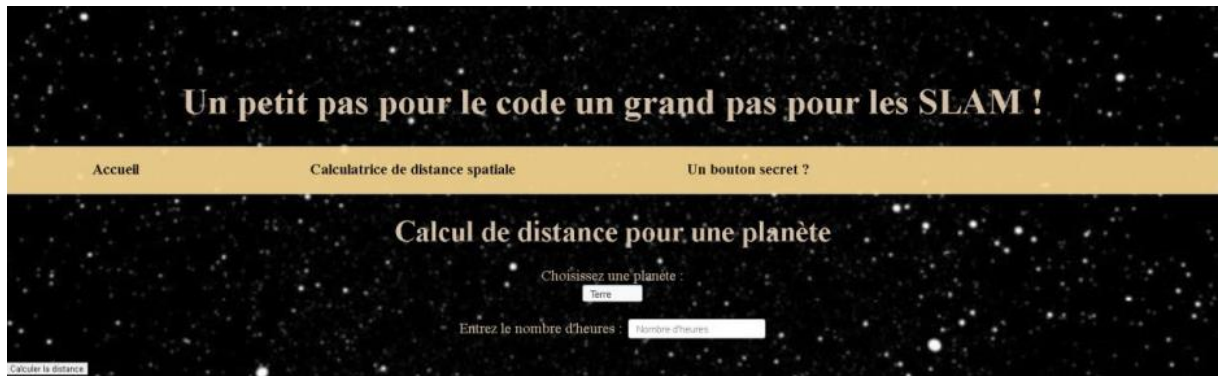 Un petit pas pour le code un grand pas pour les SLAM !
Accueil Calculatrice de distance spatiale Un bouton secret ?
Calcul de distance pour une planète
Choisissez une planète :
Terre
Entrez le nombre d'heures : Nombre d'heures
Calculer la distance